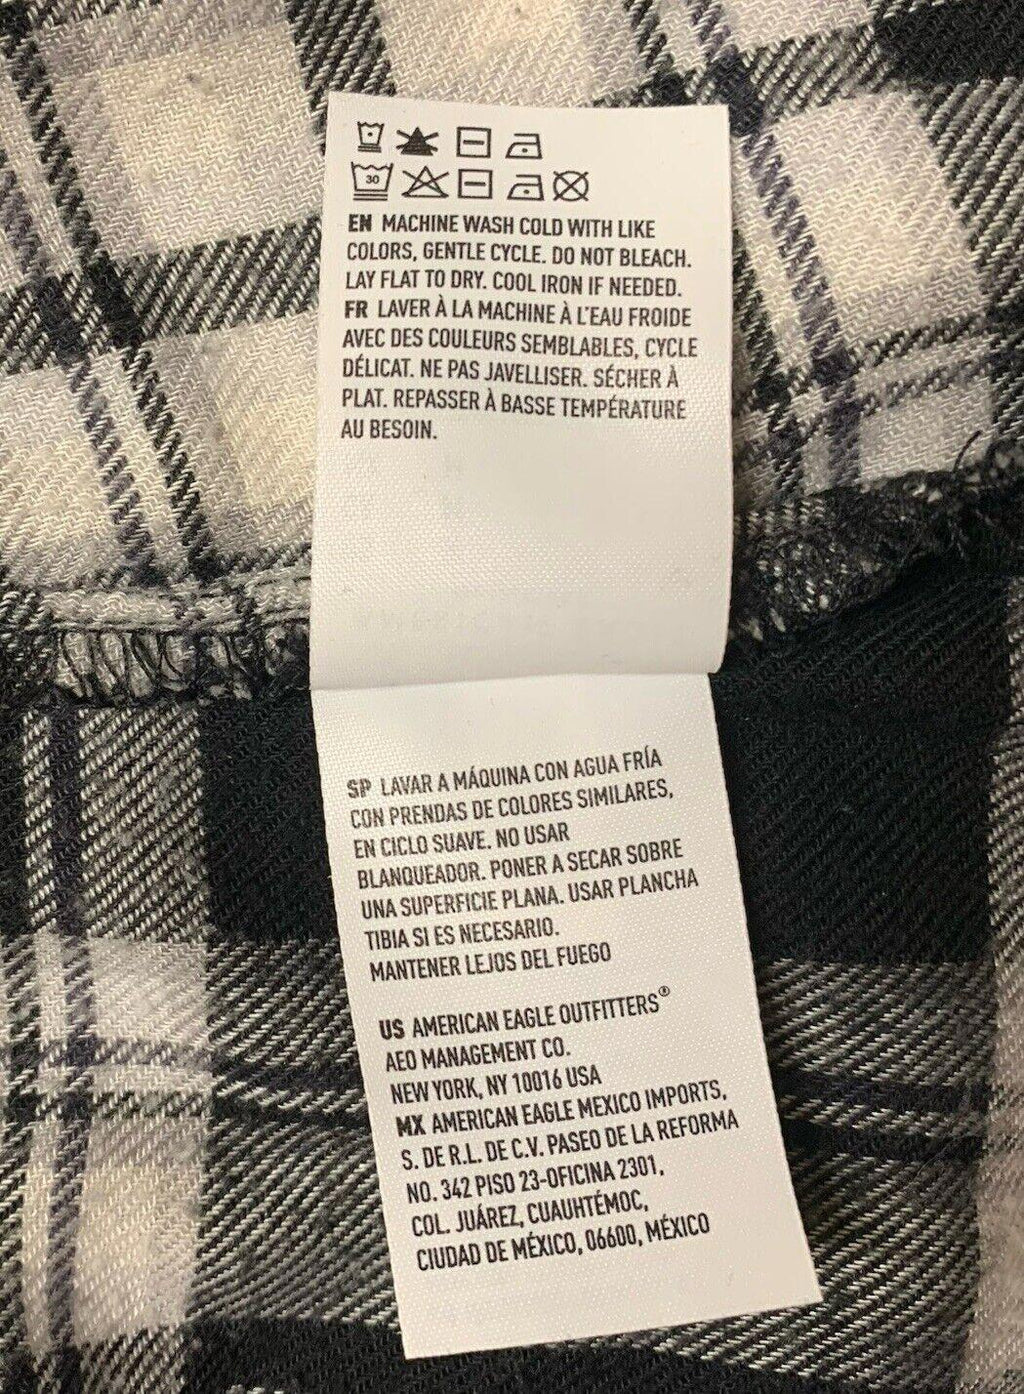 30
EN MACHINE WASH COLD WITH LIKE
COLORS, GENTLE CYCLE. DO NOT BLEACH.
LAY FLAT TO DRY. COOL IRON IF NEEDED.
FR LAVER À LA MACHINE À L'EAU FROIDE
AVEC DES COULEURS SEMBLABLES, CYCLE
DÉLICAT. NE PAS JAVELLISER. SÉCHER À
PLAT. REPASSER À BASSE TEMPÉRATURE
AU BESOIN.
SP LAVAR A MÁQUINA CON AGUA FRÍA
CON PRENDAS DE COLORES SIMILARES,
EN CICLO SUAVE. NO USAR
BLANQUEADOR. PONER A SECAR SOBRE
UNA SUPERFICIE PLANA. USAR PLANCHA
TIBIA SI ES NECESARIO.
MANTENER LEJOS DEL FUEGO
US AMERICAN EAGLE OUTFITTERS®
AEO MANAGEMENT CO.
NEW YORK, NY 10016 USA
MX AMERICAN EAGLE MEXICO IMPORTS,
S. DE R.L. DE C.V. PASEO DE LA REFORMA
NO. 342 PISO 23-OFICINA 2301,
COL. JUÁREZ, CUAUHTÉMOC,
CIUDAD DE MÉXICO, 06600, MÉXICO